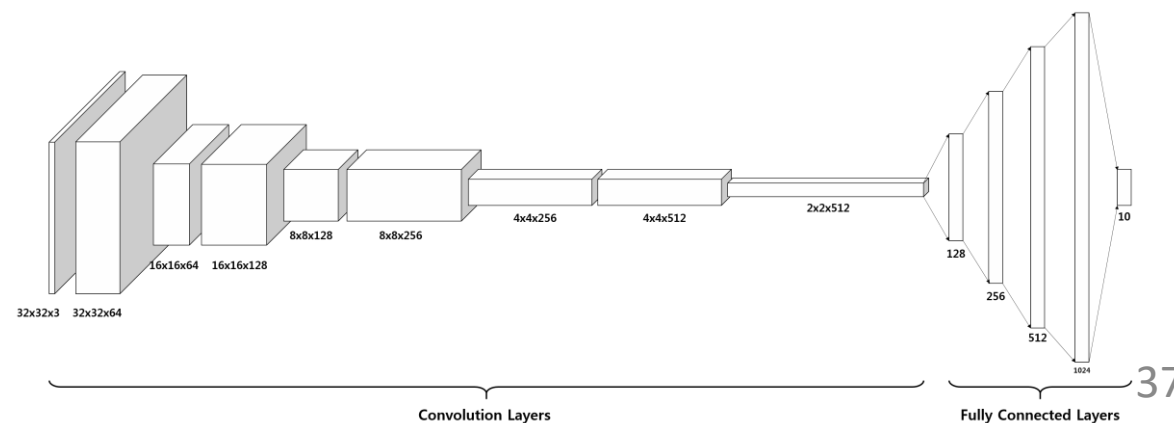 32x32x3
32x32x64
16x16x64
16x16x128
8x8x128
8x8x256
4x4x256
4x4x512
2x2x512
128
256
512
1024
10
37
Convolution Layers
Fully Connected Layers